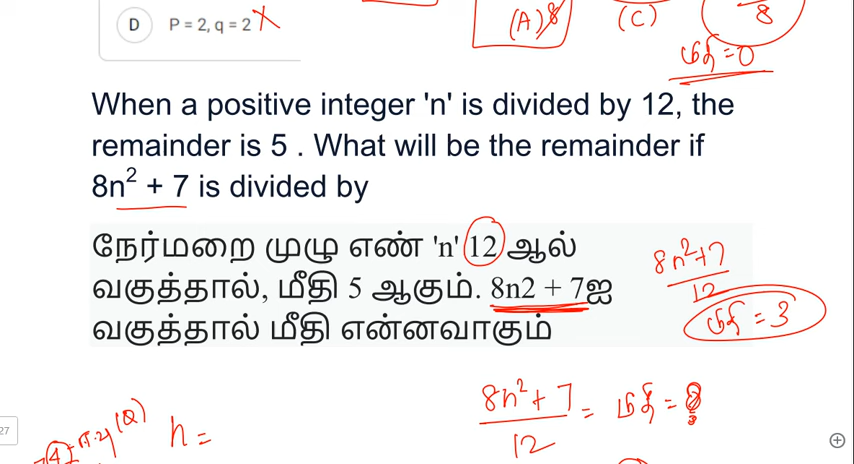 D P = 2, q = 2 X
(A) 8
(C)
8
மீதி = 0
When a positive integer 'n' is divided by 12, the
remainder is 5 . What will be the remainder if
8n² + 7 is divided by
நேர்மறை முழு எண் 'n' 12 ஆல்
வகுத்தால், மீதி 5 ஆகும். 8n2 + 7ஐ
வகுத்தால் மீதி என்னவாகும்
8n²+7
12
மீதி = 3
8n² + 7 = மீதி = ?
12
27
n =